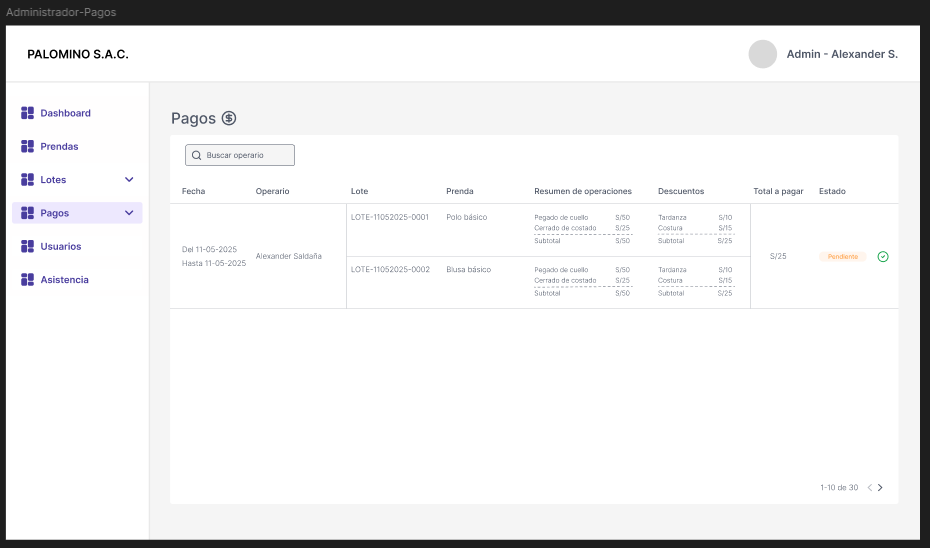 Administrador-Pagos
PALOMINO S.A.C.
Admin - Alexander S.
Dashboard
Prendas
Lotes
Pagos
Usuarios
Asistencia
Pagos
Buscar operario
Fecha Operario Lote Prenda Resumen de operaciones Descuentos Total a pagar Estado
LOTE-11052025-0001 Polo básico Pegado de cuello S/50 Tardanza S/10
Cerrado de costado S/25 Costura S/15
Subtotal S/50 Subtotal S/25
Del 11-05-2025
Hasta 11-05-2025
Alexander Saldaña
S/25 Pendiente
LOTE-11052025-0002 Blusa básico Pegado de cuello S/50 Tardanza S/10
Cerrado de costado S/25 Costura S/15
Subtotal S/50 Subtotal S/25
1-10 de 30